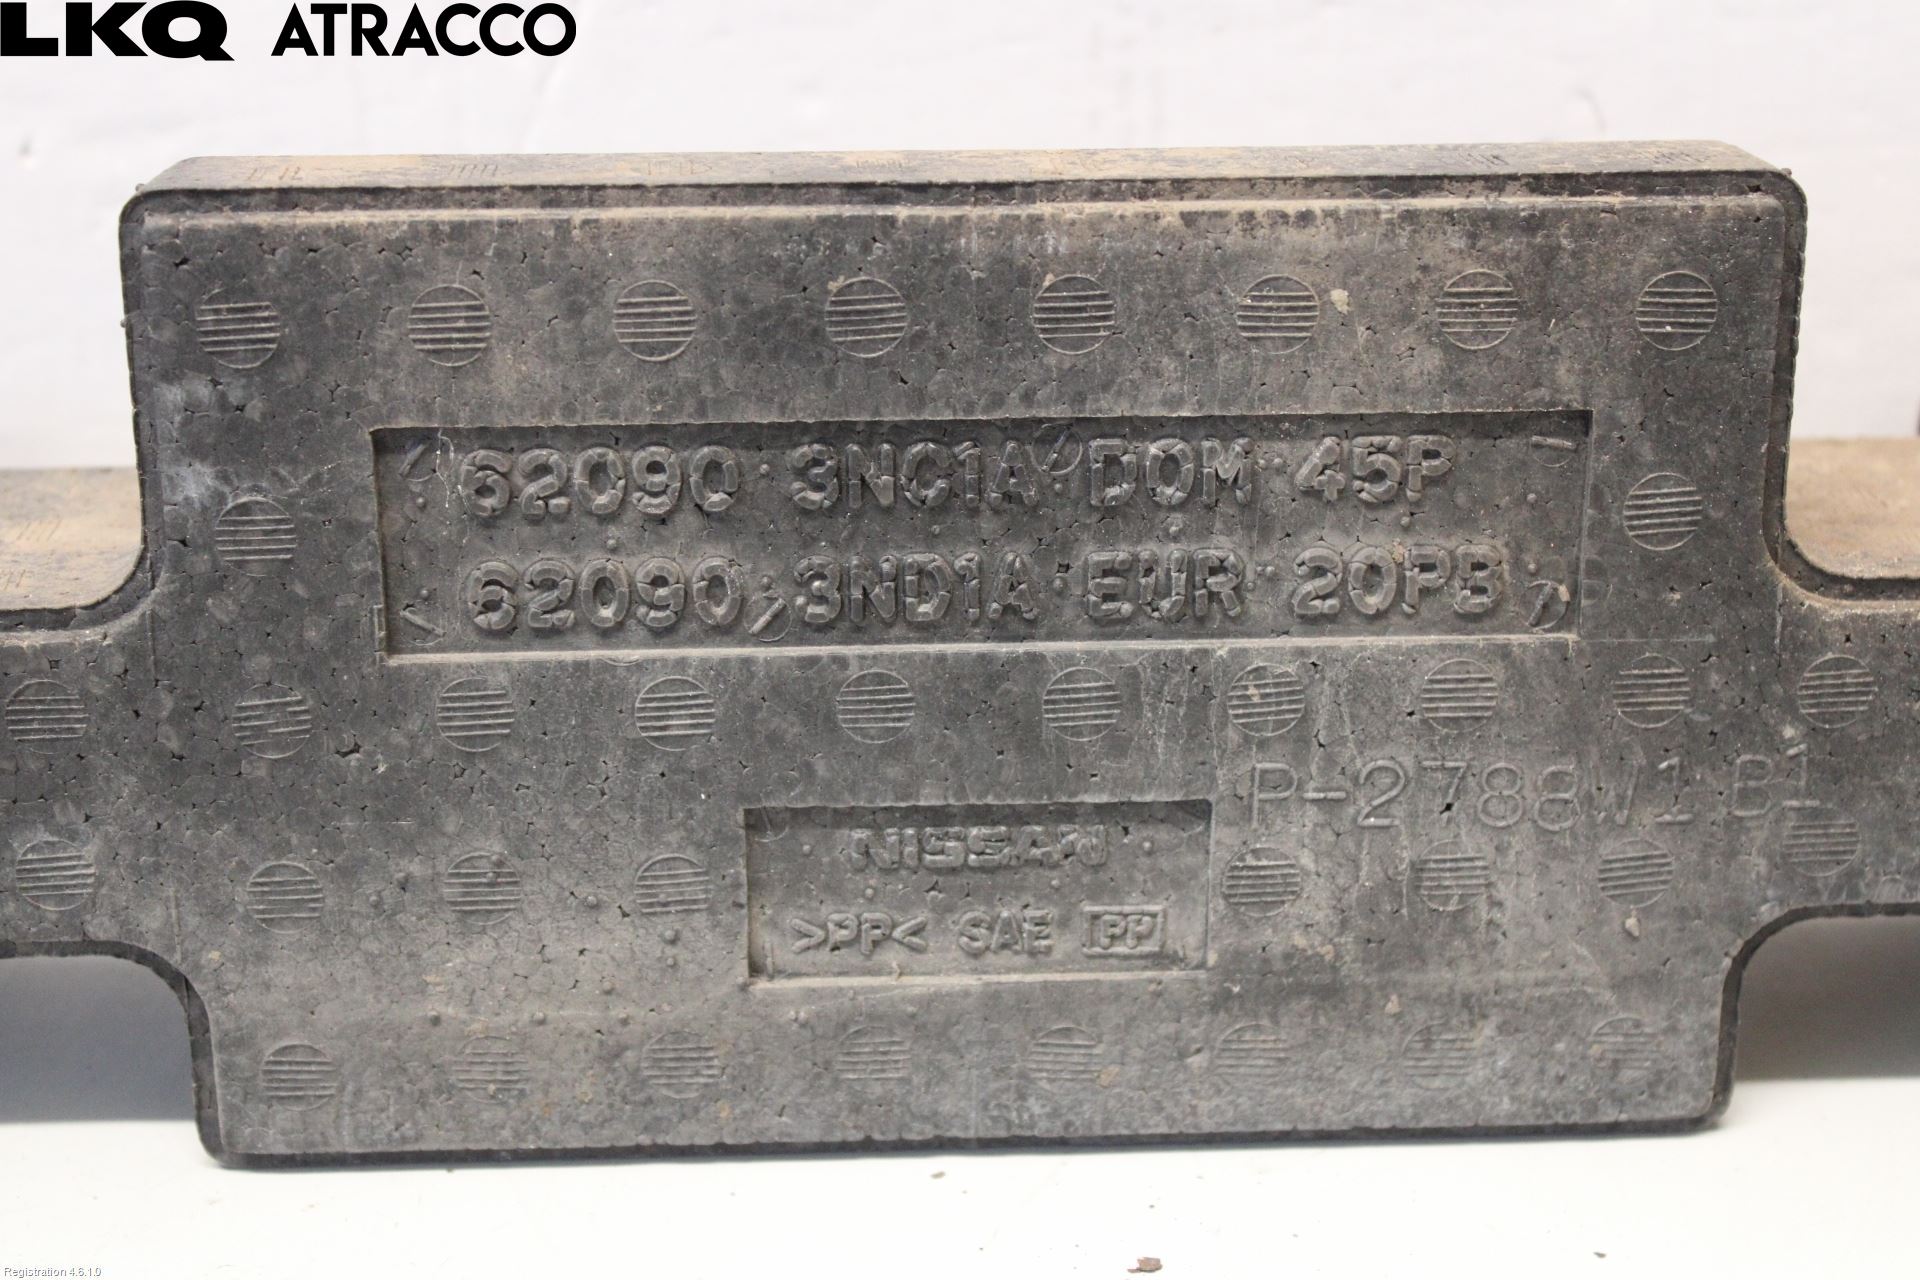 LKQ ATRACCO
62090 3NC1A DOM 45P
62090 3ND1A EUR 20PB
P-2788W1 B1
NISSAN
>PP< SAE PP
Registration 4.6.1.0